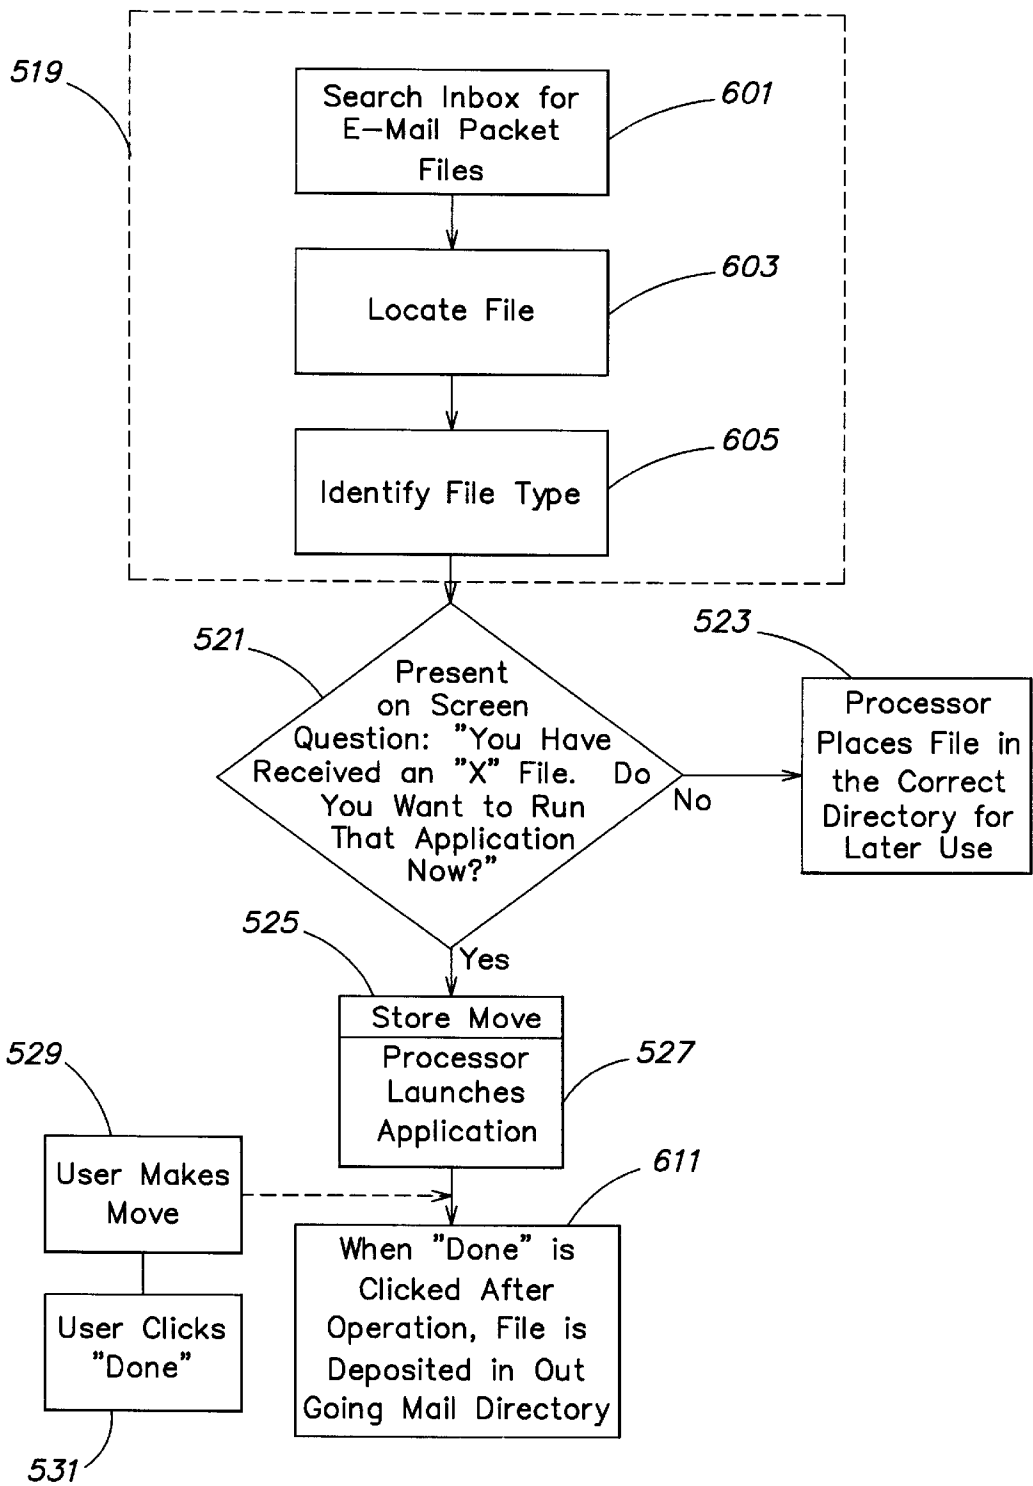 519
Search Inbox for
E-Mail Packet
Files
601
Locate File
603
Identify File Type
605
521
Present
on Screen
Question: "You Have
Received an "X" File. Do
You Want to Run
That Application
Now?"
No
523
Processor
Places File in
the Correct
Directory for
Later Use
Yes
525
Store Move
Processor
Launches
Application
527
529
User Makes
Move
User Clicks
"Done"
531
611
When "Done" is
Clicked After
Operation, File is
Deposited in Out
Going Mail Directory